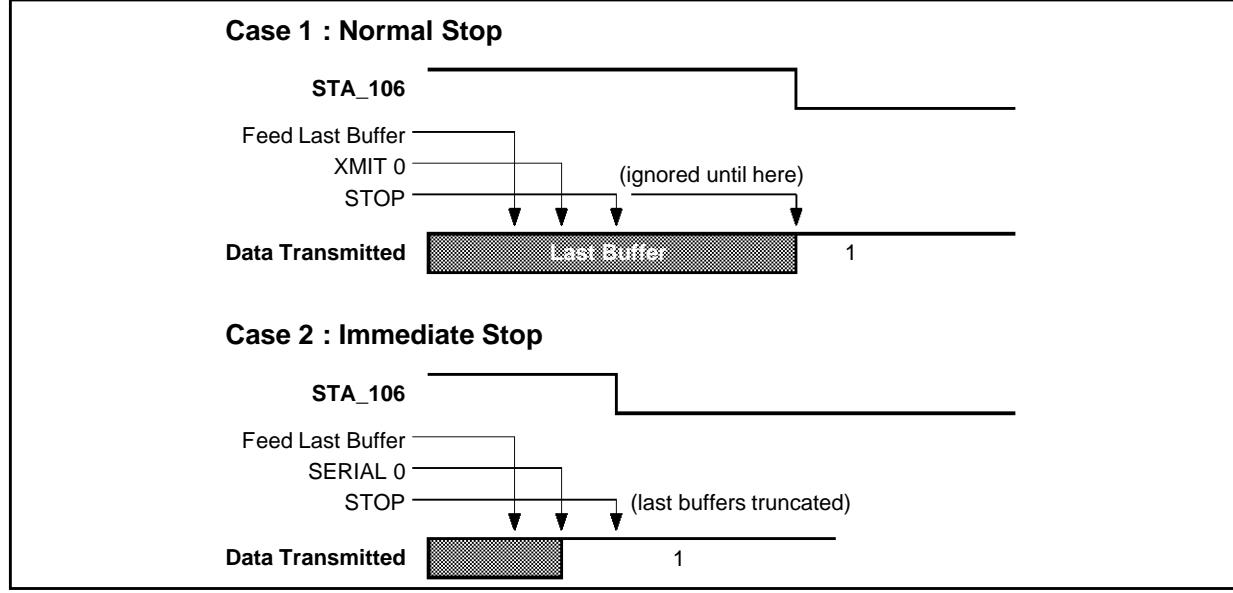 Case 1 : Normal Stop
STA_106
Feed Last Buffer
XMIT 0
(ignored until here)
STOP
Data Transmitted
Last Buffer
1
Case 2 : Immediate Stop
STA_106
Feed Last Buffer
SERIAL 0
STOP
(last buffers truncated)
Data Transmitted
1